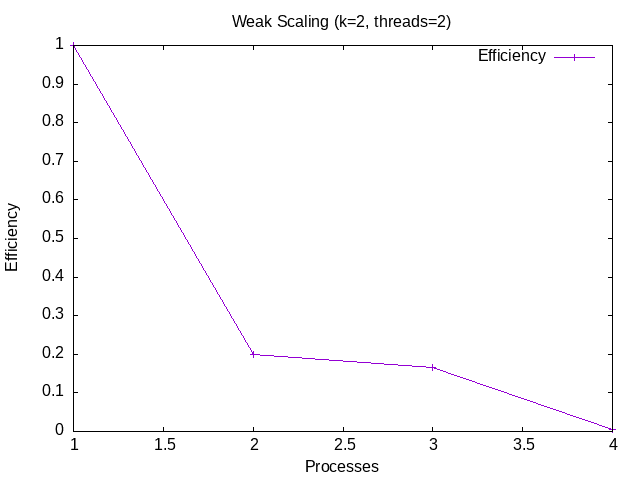 Weak Scaling (k=2, threads=2)
Efficiency
1
0.9
0.8
0.7
0.6
0.5
0.4
0.3
0.2
0.1
0
Efficiency
1 1.5 2 2.5 3 3.5 4
Processes